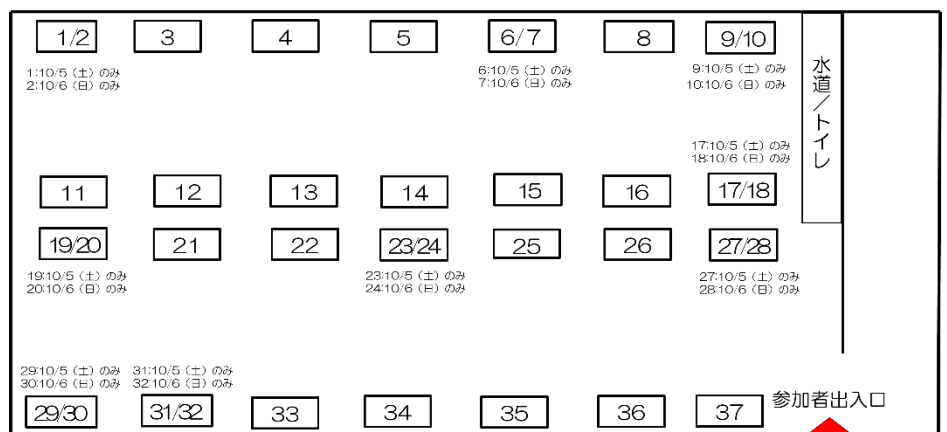 1/2 3 4 5 6/7 8 9/10
1:10/5（土）のみ 6:10/5（土）のみ 9:10/5（土）のみ
2:10/6（日）のみ 7:10/6（日）のみ 10:10/6（日）のみ
水道／トイレ
17:10/5（土）のみ
18:10/6（日）のみ
11 12 13 14 15 16 17/18
19/20 21 22 23/24 25 26 27/28
19:10/5（土）のみ 23:10/5（土）のみ 27:10/5（土）のみ
20:10/6（日）のみ 24:10/6（日）のみ 28:10/6（日）のみ
29:10/5（土）のみ 31:10/5（土）のみ
30:10/6（日）のみ 32:10/6（日）のみ
29/30 31/32 33 34 35 36 37
参加者出入口